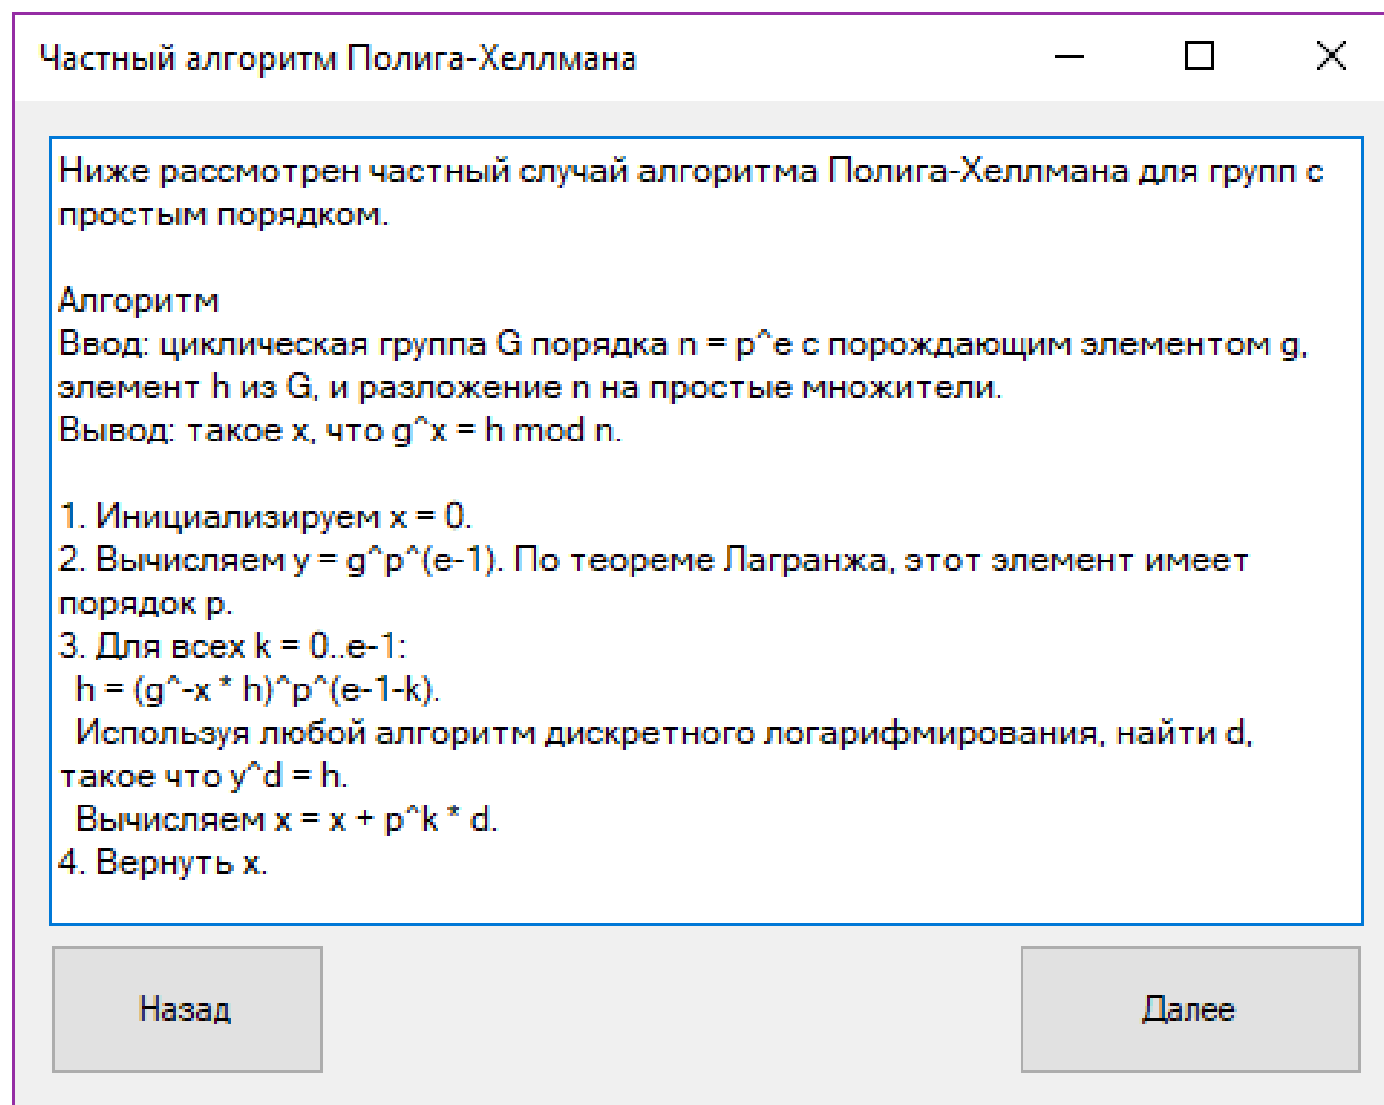 Частный алгоритм Полига-Хеллмана
Ниже рассмотрен частный случай алгоритма Полига-Хеллмана для групп с
простым порядком.
Алгоритм
Ввод: циклическая группа G порядка n = p^e с порождающим элементом g,
элемент h из G, и разложение n на простые множители.
Вывод: такое x, что g^x = h mod n.
1. Инициализируем x = 0.
2. Вычисляем y = g^p^(e-1). По теореме Лагранжа, этот элемент имеет
порядок p.
3. Для всех k = 0..e-1:
h = (g^-x * h)^p^(e-1-k).
Используя любой алгоритм дискретного логарифмирования, найти d,
такое что y^d = h.
Вычисляем x = x + p^k * d.
4. Вернуть x.
Назад
Далее